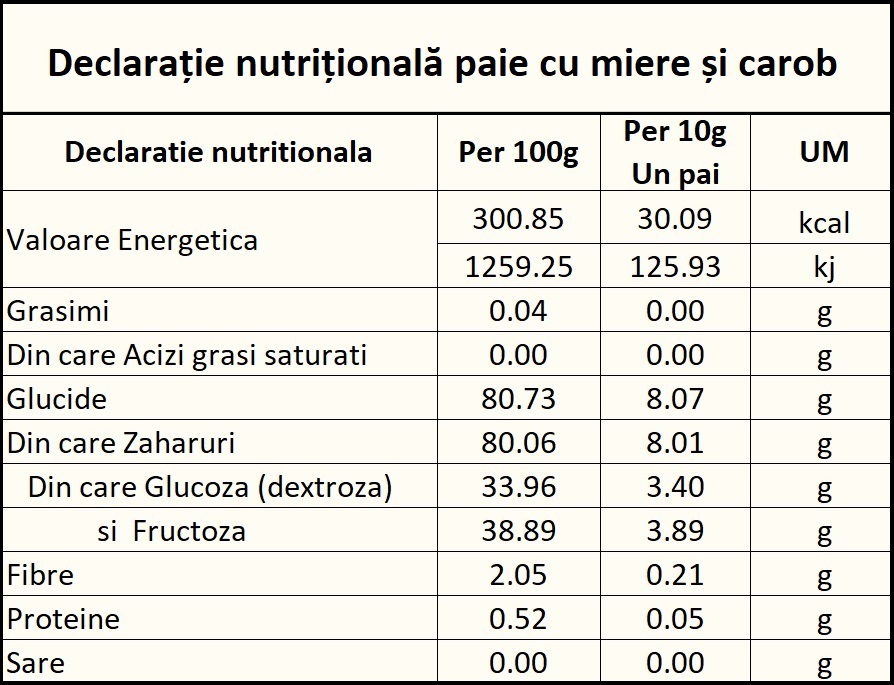 Declarație nutrițională paie cu miere și carob
Declaratie nutritionala Per 100g Per 10g Un pai UM
Valoare Energetica 300.85 30.09 kcal
1259.25 125.93 kj
Grasimi 0.04 0.00 g
Din care Acizi grasi saturati 0.00 0.00 g
Glucide 80.73 8.07 g
Din care Zaharuri 80.06 8.01 g
Din care Glucoza (dextroza) 33.96 3.40 g
si Fructoza 38.89 3.89 g
Fibre 2.05 0.21 g
Proteine 0.52 0.05 g
Sare 0.00 0.00 g